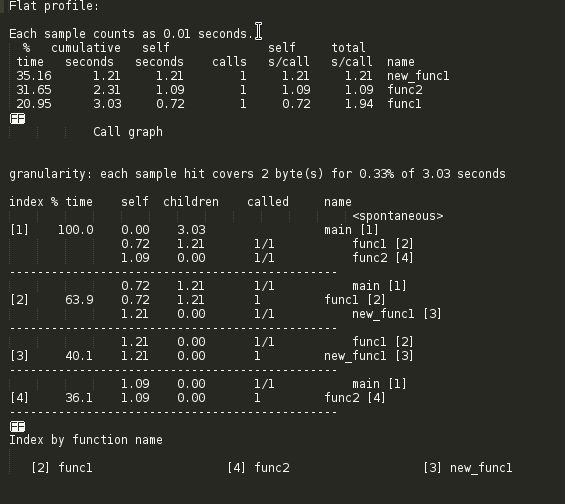 Flat profile:
Each sample counts as 0.01 seconds.
%   cumulative   self              self     total
time   seconds   seconds    calls   s/call   s/call  name
35.16      1.21     1.21        1     1.21     1.21  new_func1
31.65      2.31     1.09        1     1.09     1.09  func2
20.95      3.03     0.72        1     0.72     1.94  func1
FF
Call graph
granularity: each sample hit covers 2 byte(s) for 0.33% of 3.03 seconds
index % time    self  children    called     name
<spontaneous>
[1]    100.0    0.00    3.03                 main [1]
0.72    1.21       1/1           func1 [2]
1.09    0.00       1/1           func2 [4]
-----------------------------------------------
0.72    1.21       1/1           main [1]
[2]     63.9    0.72    1.21       1         func1 [2]
1.21    0.00       1/1           new_func1 [3]
-----------------------------------------------
1.21    0.00       1/1           func1 [2]
[3]     40.1    1.21    0.00       1         new_func1 [3]
-----------------------------------------------
1.09    0.00       1/1           main [1]
[4]     36.1    1.09    0.00       1         func2 [4]
-----------------------------------------------
FF
Index by function name
[2] func1                   [4] func2                   [3] new_func1